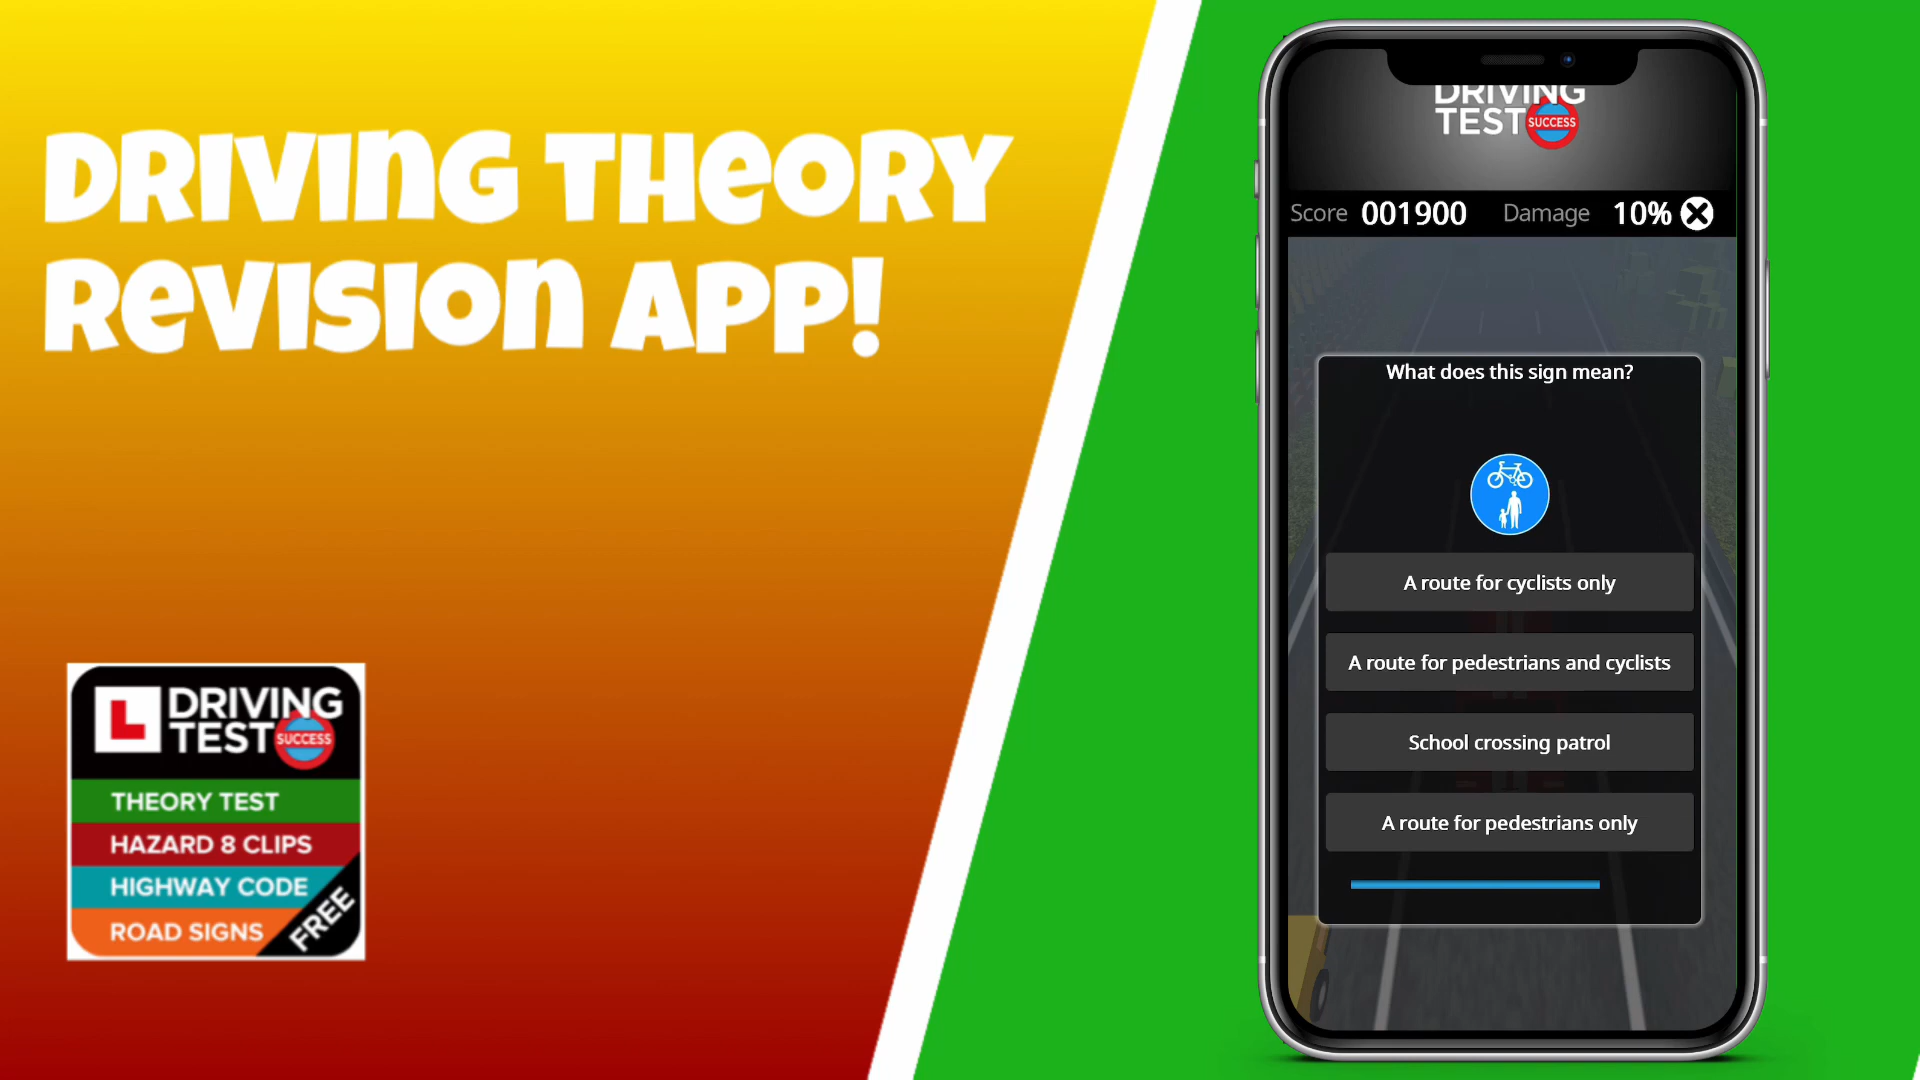 DRIVING THEORY
REVISION APP!
L
DRIVING
TEST SUCCESS
THEORY TEST
HAZARD 8 CLIPS
HIGHWAY CODE
ROAD SIGNS
FREE
DRIVING
TEST SUCCESS
Score 001900 Damage 10%
What does this sign mean?
A route for cyclists only
A route for pedestrians and cyclists
School crossing patrol
A route for pedestrians only